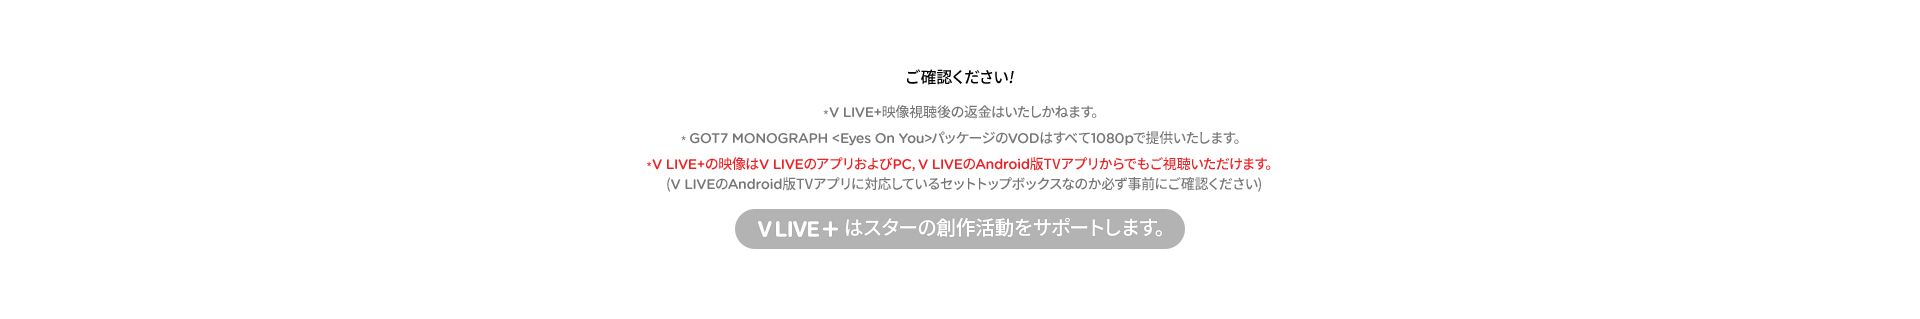 ご確認ください!
*V LIVE+映像視聴後の返金はいたしかねます。
* GOT7 MONOGRAPH <Eyes On You>パッケージのVODはすべて1080pで提供いたします。
*V LIVE+の映像はV LIVEのアプリおよびPC, V LIVEのAndroid版TVアプリからでもご視聴いただけます。
(V LIVEのAndroid版TVアプリに対応しているセットトップボックスなのか必ず事前にご確認ください)
V LIVE+ はスターの創作活動をサポートします。